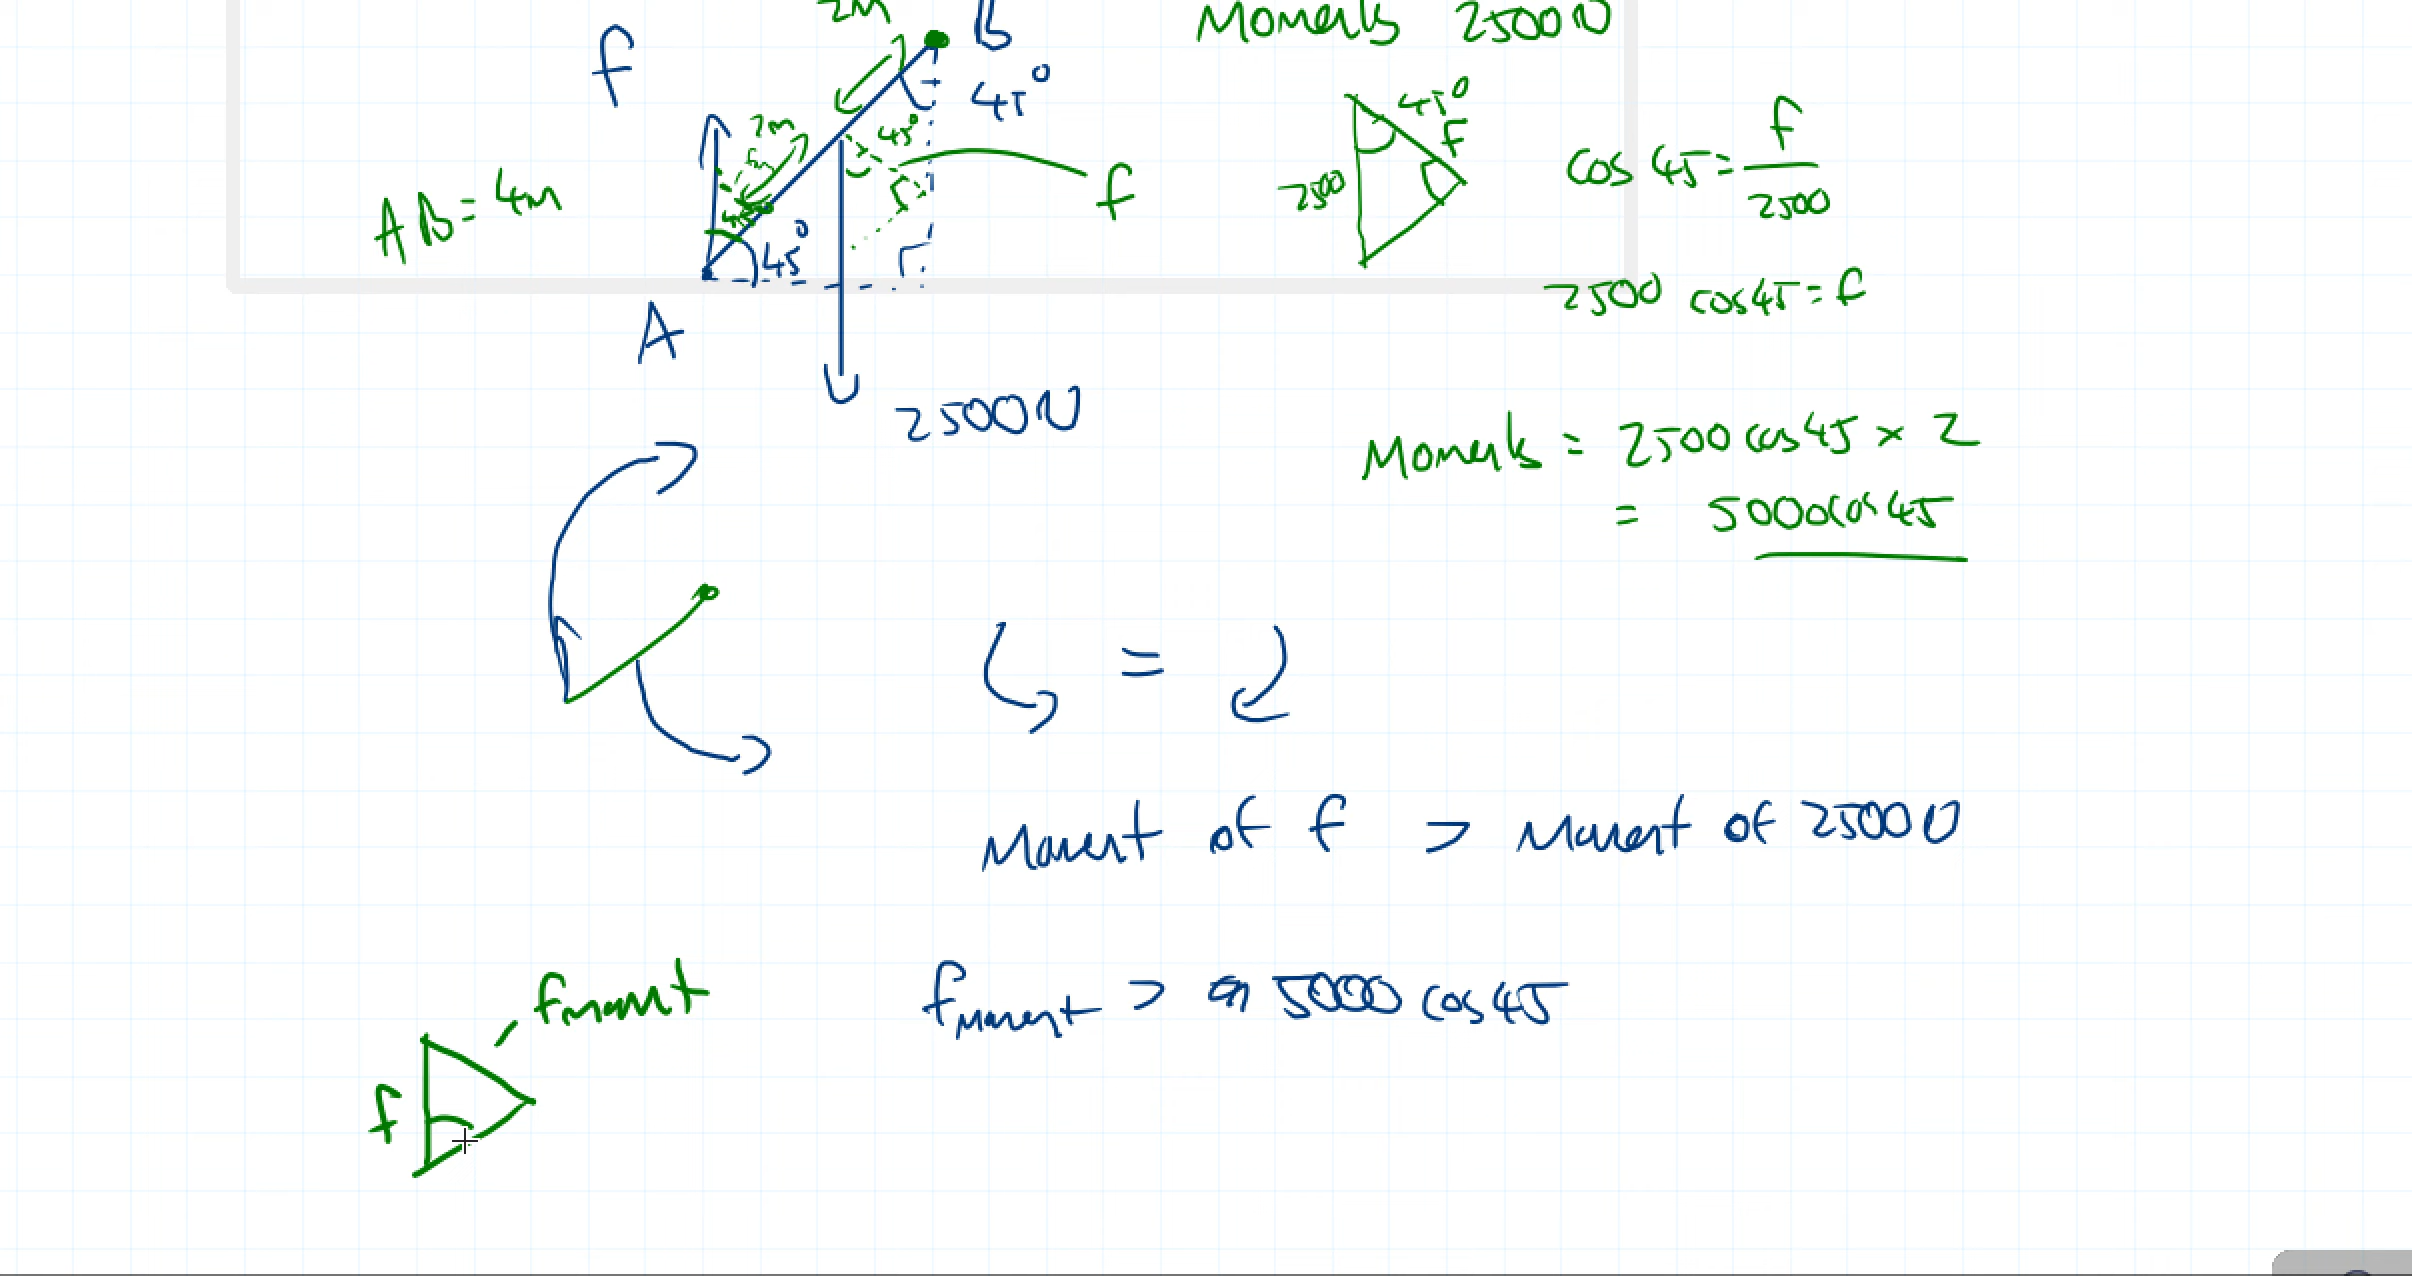 2m B Moments 2500N
f
45°
2m 45° 45° F
cos 45 = f / 2500
AB = 4m f 2500
45°
2500 cos45 = f
A
2500N
Moments = 2500 cos45 × 2
= 5000cos45
=
Moment of f > Moment of 2500N
fmoment
fmoment > 5000 cos45
f